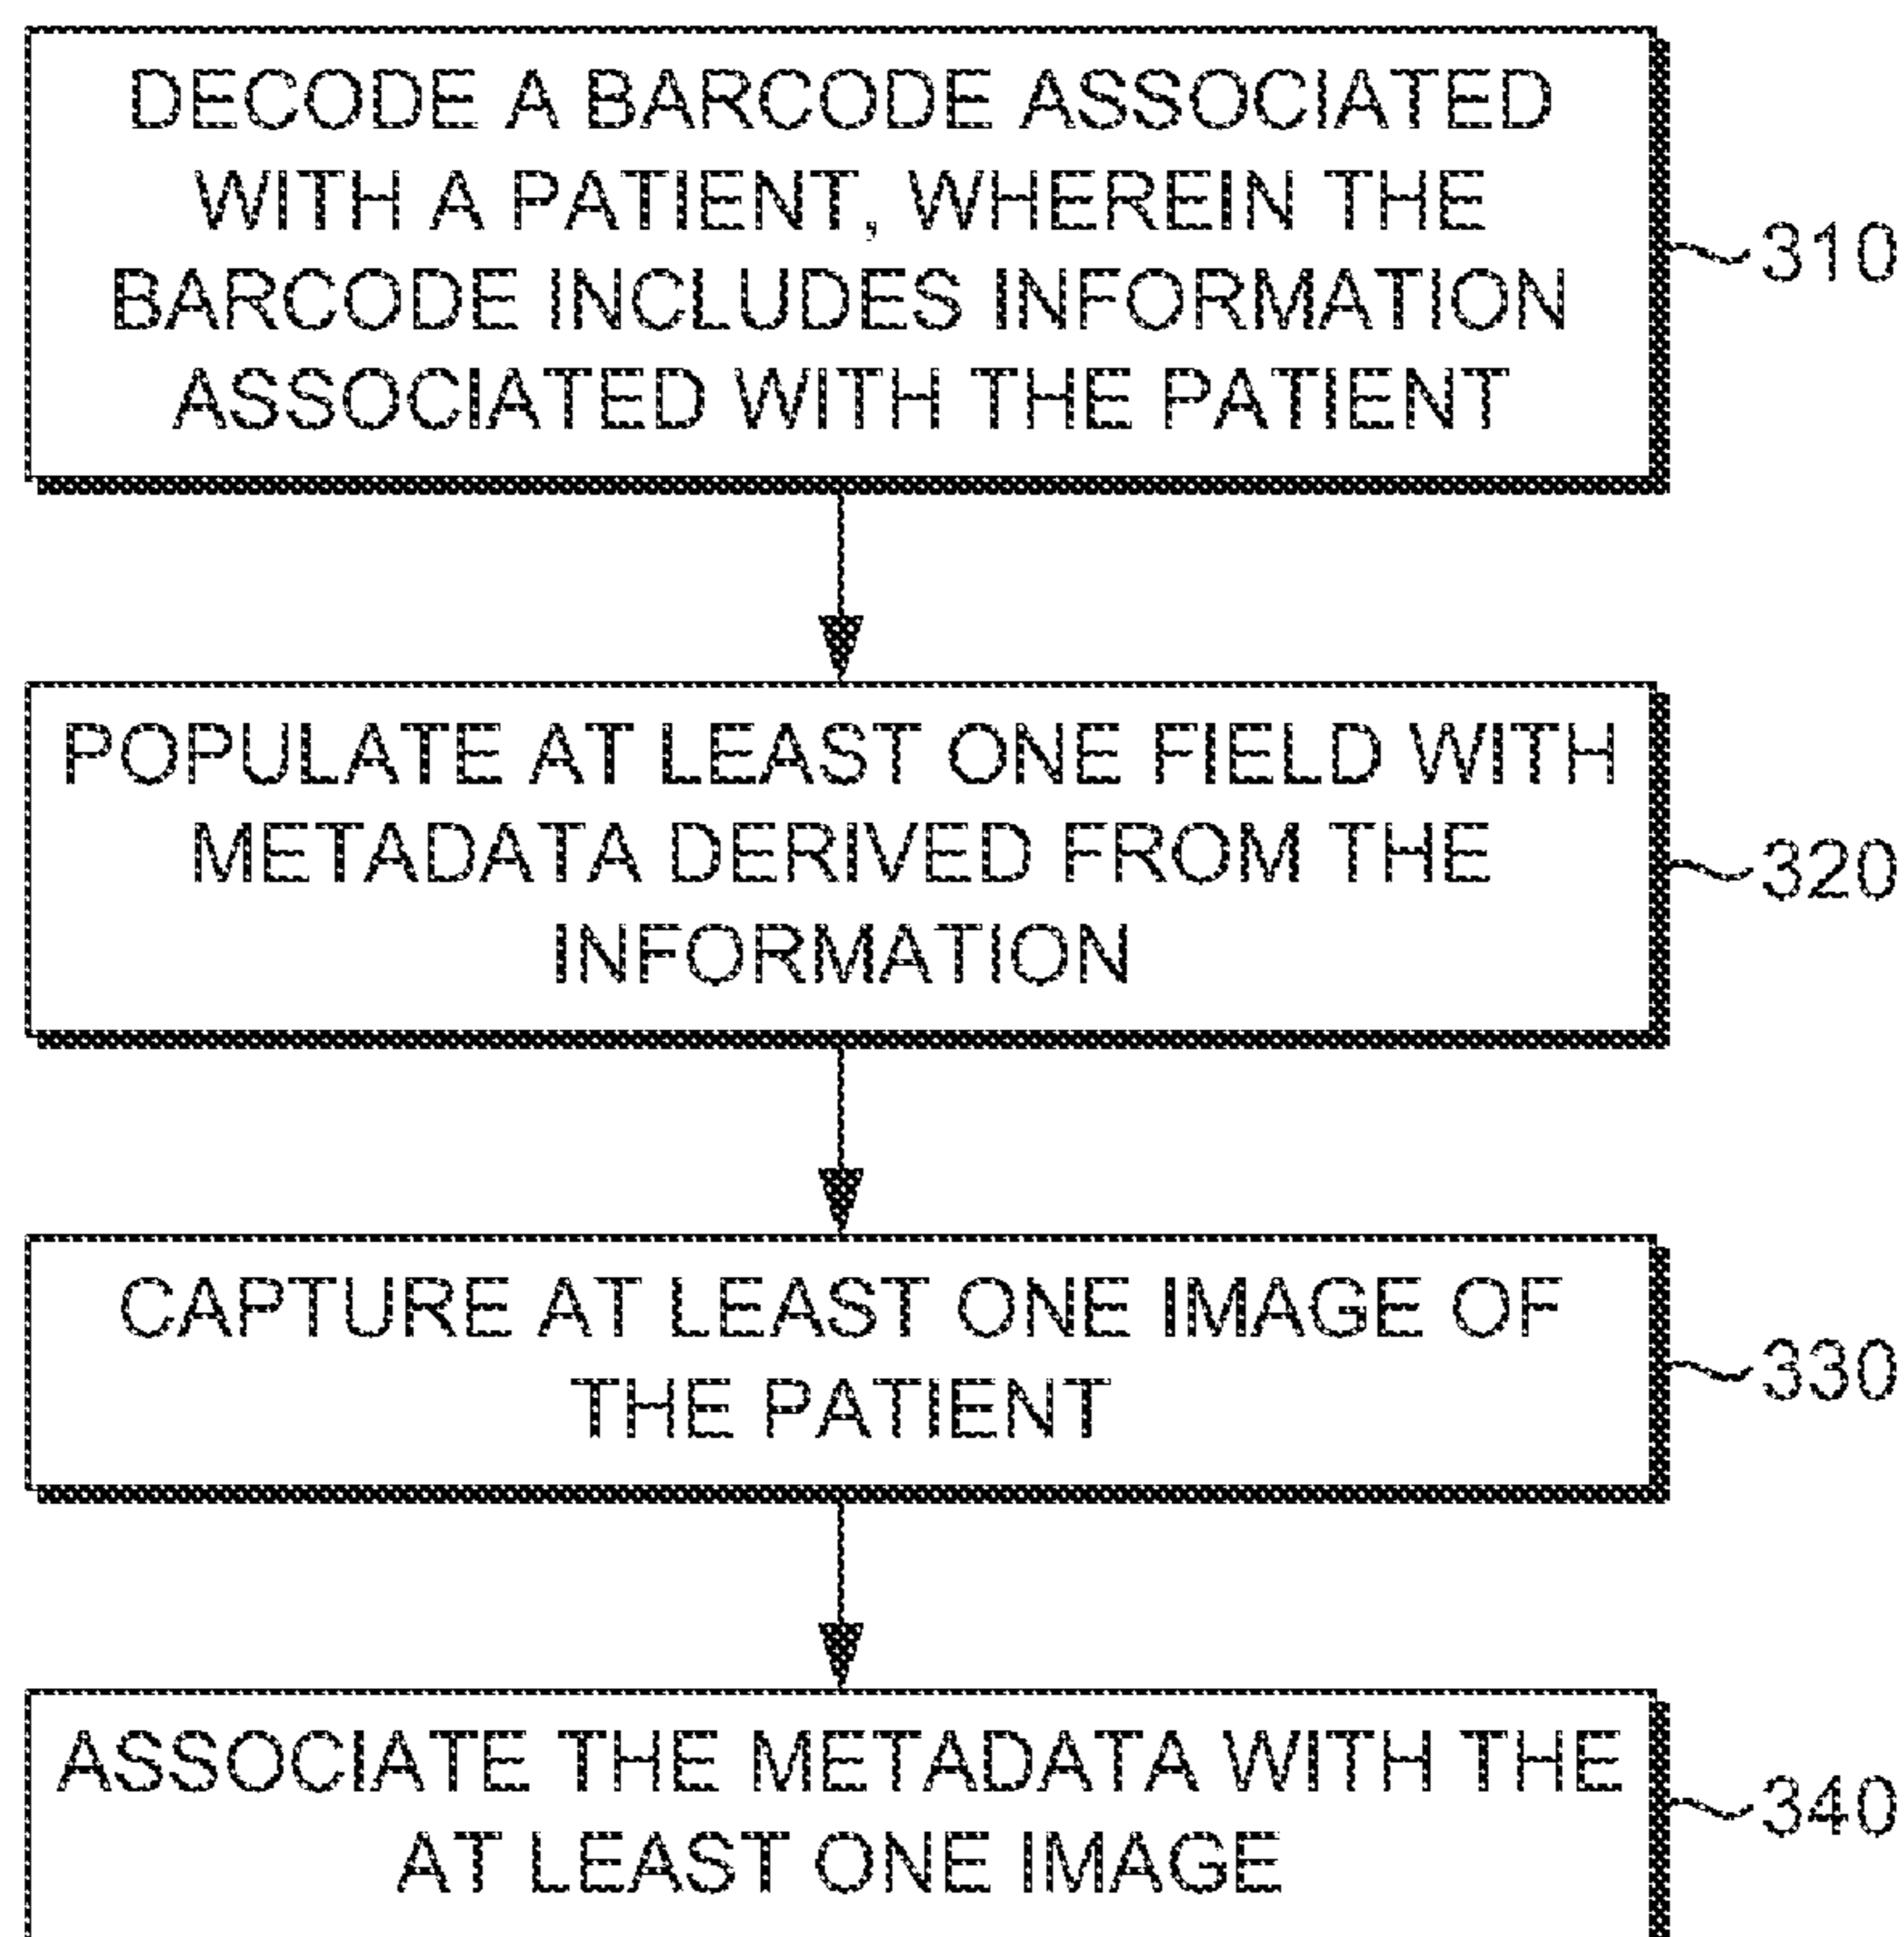 DECODE A BARCODE ASSOCIATED
WITH A PATIENT, WHEREIN THE
BARCODE INCLUDES INFORMATION
ASSOCIATED WITH THE PATIENT
310
POPULATE AT LEAST ONE FIELD WITH
METADATA DERIVED FROM THE
INFORMATION
320
CAPTURE AT LEAST ONE IMAGE OF
THE PATIENT
330
ASSOCIATE THE METADATA WITH THE
AT LEAST ONE IMAGE
340